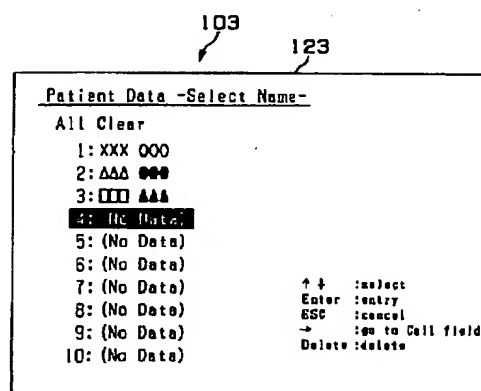 103
123
Patient Data -Select Name-
All Clear
1: XXX OOO
2: △△△ ●●●
3: □□□ ▲▲▲
4: (No Data)
5: (No Data)
6: (No Data)
7: (No Data)
8: (No Data)
9: (No Data)
10: (No Data)
↑ ↓ :select
Enter :entry
ESC :cancel
→ :go to Cell field
Delete :delete